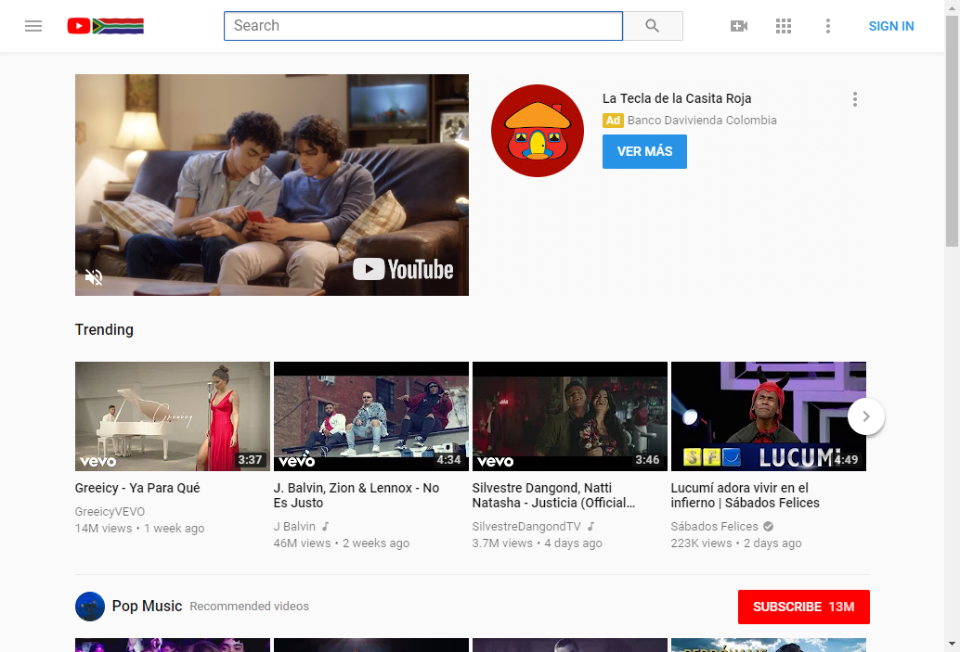 Search
SIGN IN
YouTube
La Tecla de la Casita Roja
Ad Banco Davivienda Colombia
VER MÁS
Trending
Greeicy
vevo
3:37
vevo
4:34
vevo
3:46
SFL
LUCUMÍ
4:49
Greeicy - Ya Para Qué
GreeicyVEVO
14M views • 1 week ago
J. Balvin, Zion & Lennox - No
Es Justo
J Balvin
46M views • 2 weeks ago
Silvestre Dangond, Natti
Natasha - Justicia (Official...
SilvestreDangondTV
3.7M views • 4 days ago
Lucumí adora vivir en el
infierno | Sábados Felices
Sábados Felices
223K views • 2 days ago
Pop Music Recommended videos
SUBSCRIBE 13M